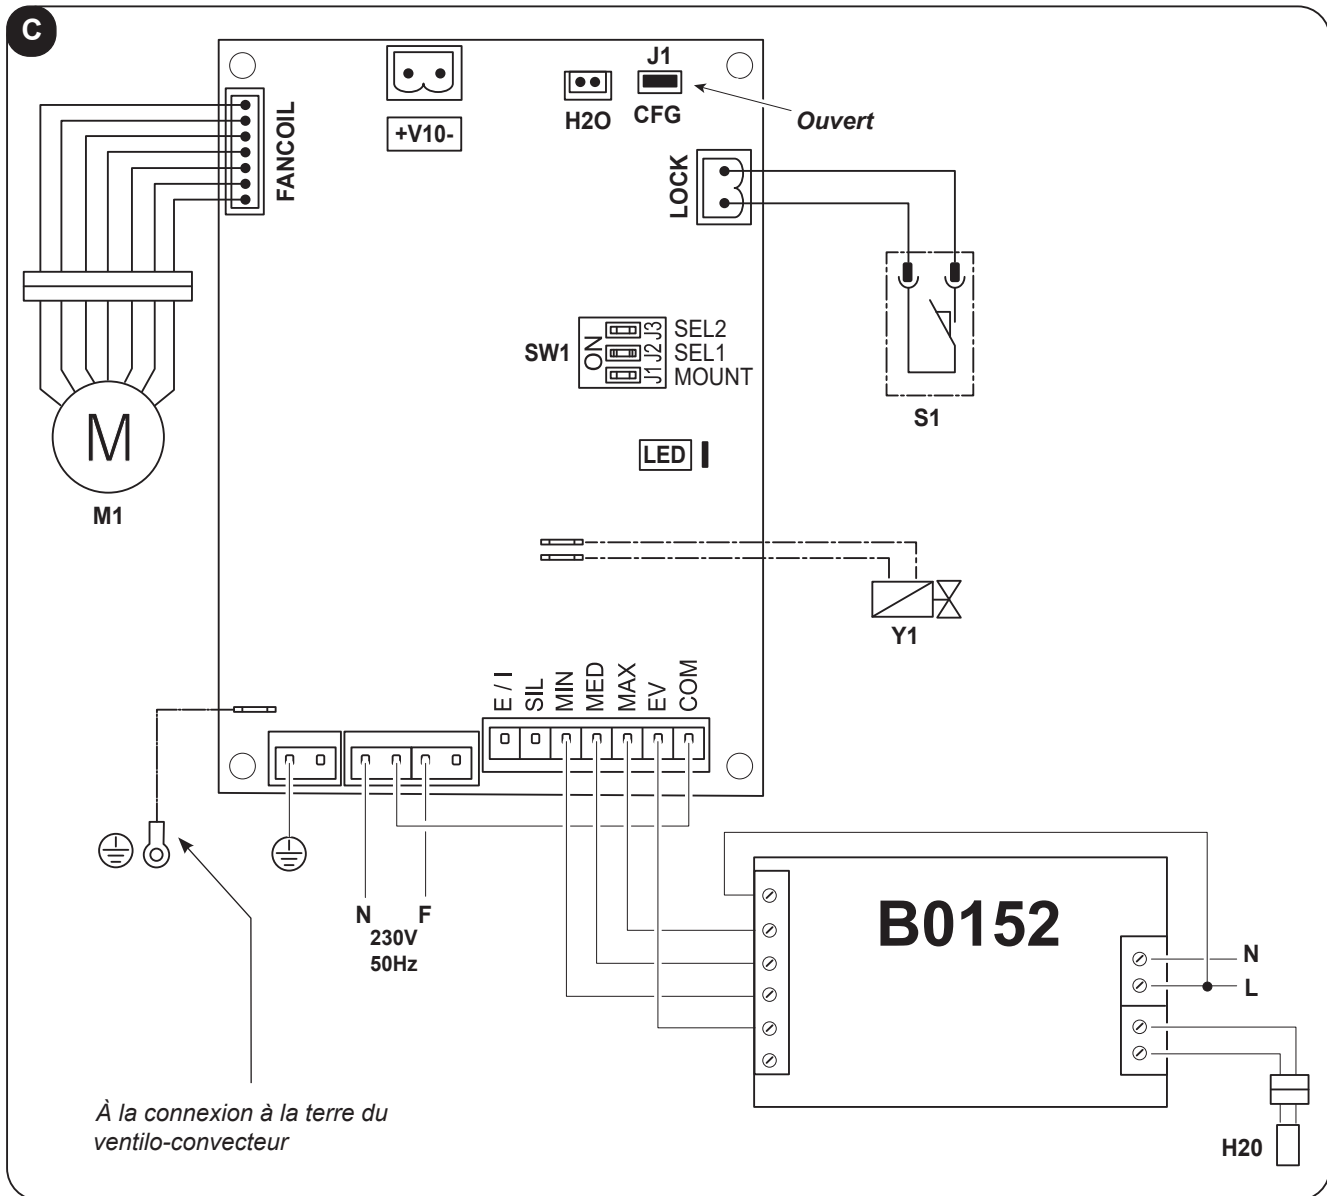 C
J1
H2O
CFG
Ouvert
+V10-
FANCOIL
LOCK
SW1
ON
J3
J2
J1
SEL2
SEL1
MOUNT
S1
LED
M
M1
Y1
E / I
SIL
MIN
MED
MAX
EV
COM
N
F
230V
50Hz
B0152
N
L
À la connexion à la terre du
ventilo-convecteur
H20